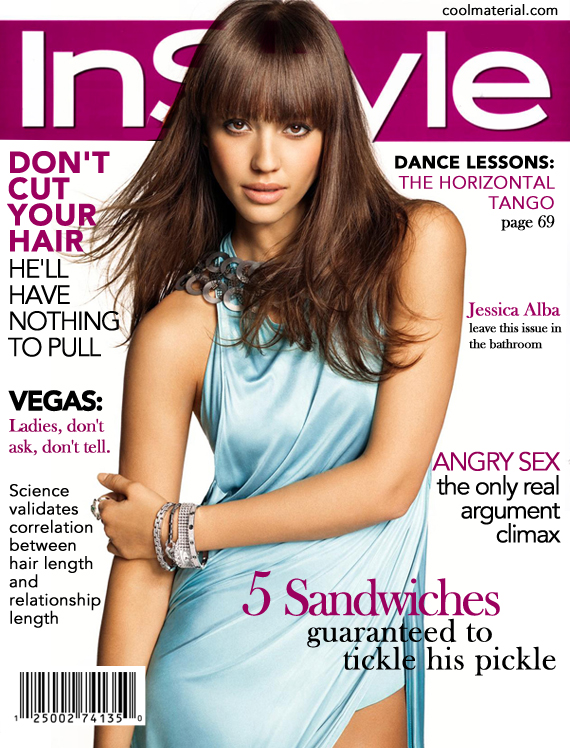 coolmaterial.com
InStyle
DON'T
CUT
YOUR
HAIR
HE'LL
HAVE
NOTHING
TO PULL
DANCE LESSONS:
THE HORIZONTAL
TANGO
page 69
Jessica Alba
leave this issue in
the bathroom
VEGAS:
Ladies, don't
ask, don't tell.
ANGRY SEX
the only real
argument
climax
Science
validates
correlation
between
hair length
and
relationship
length
5 Sandwiches
guaranteed to
tickle his pickle
1 25002 74135 0